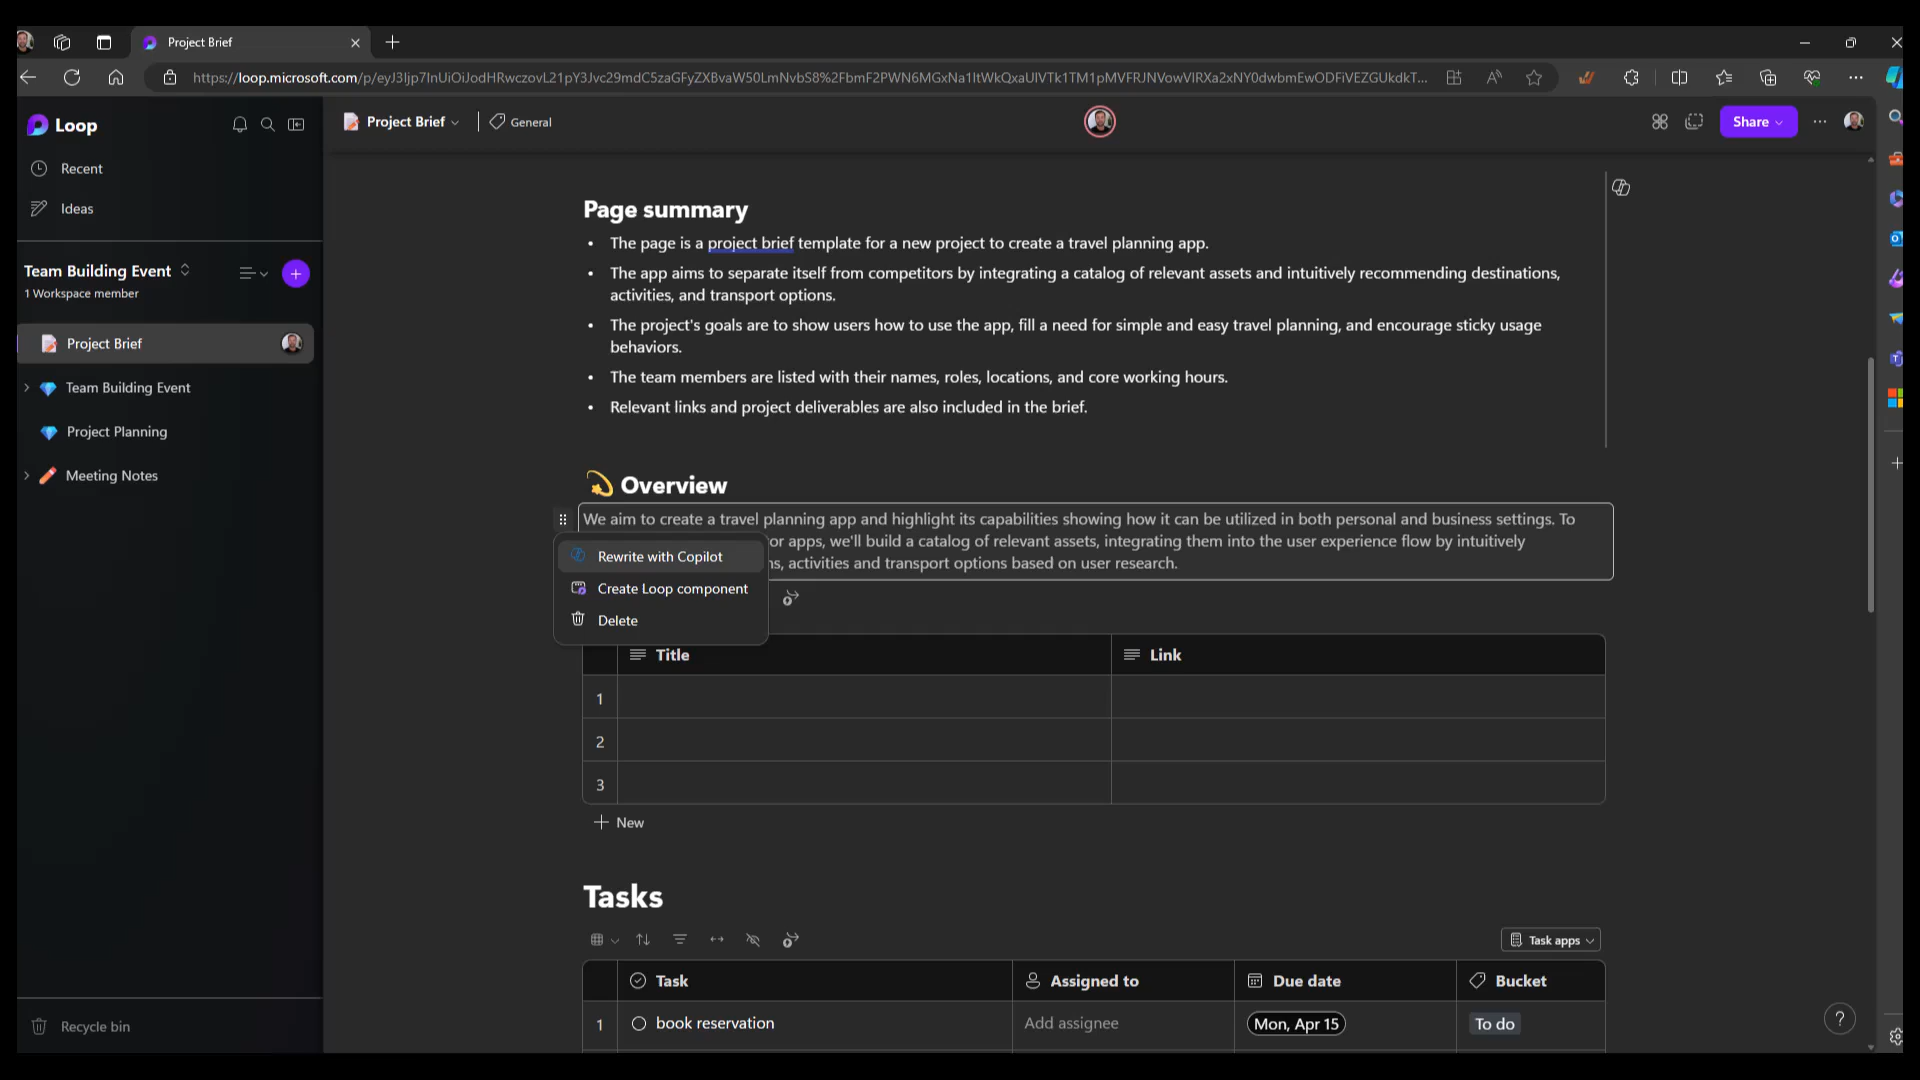 Project Brief
https://loop.microsoft.com/p/
Loop
Project Brief
General
Share
Recent
Ideas
Team Building Event
1 Workspace member
Project Brief
Team Building Event
Project Planning
Meeting Notes
Recycle bin
Page summary
• The page is a project brief template for a new project to create a travel planning app.
• The app aims to separate itself from competitors by integrating a catalog of relevant assets and intuitively recommending destinations,
activities, and transport options.
• The project's goals are to show users how to use the app, fill a need for simple and easy travel planning, and encourage sticky usage
behaviors.
• The team members are listed with their names, roles, locations, and core working hours.
• Relevant links and project deliverables are also included in the brief.
Overview
We aim to create a travel planning app and highlight its capabilities showing how it can be utilized in both personal and business settings. To
or apps, we'll build a catalog of relevant assets, integrating them into the user experience flow by intuitively
ns, activities and transport options based on user research.
Rewrite with Copilot
Create Loop component
Delete
Title Link
1
2
3
New
Tasks
Task apps
Task Assigned to Due date Bucket
1 book reservation Add assignee Mon, Apr 15 To do
?